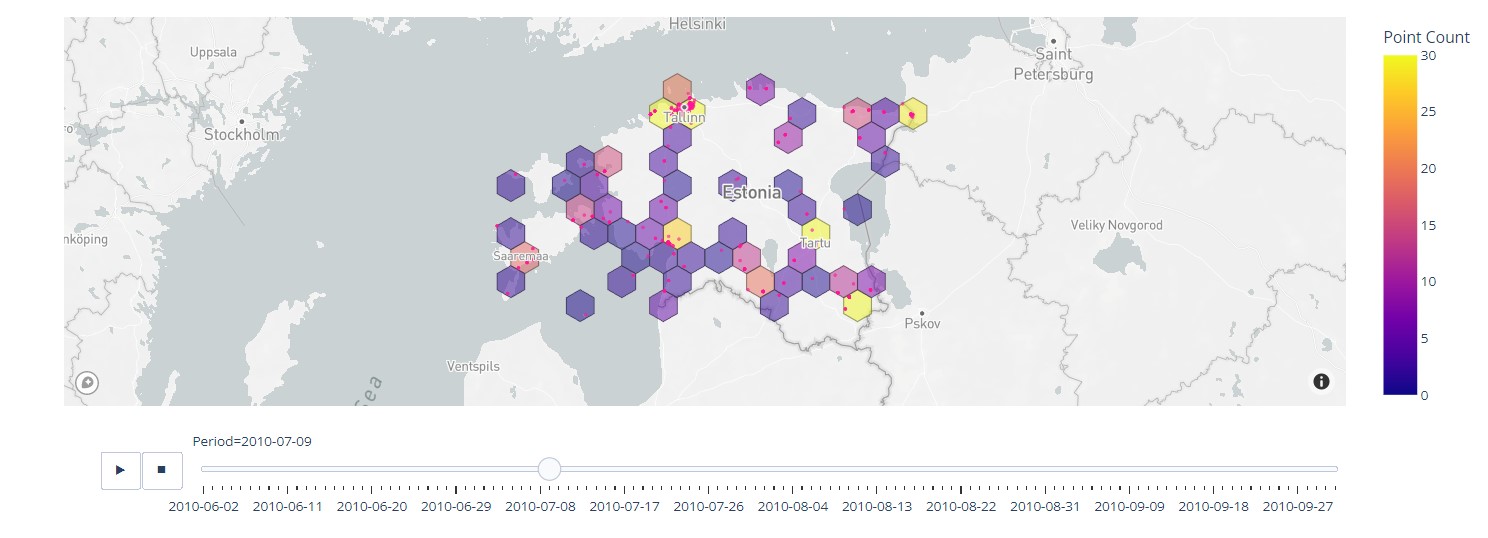 Helsinki
Uppsala
Saint
Petersburg
Point Count
30
25
20
15
10
5
0
Tallinn
ro
Stockholm
Estonia
Veliky Novgorod
nköping
Tartu
Saaremaa
Pskov
Ventspils
Sea
Period=2010-07-09
2010-06-02 2010-06-11 2010-06-20 2010-06-29 2010-07-08 2010-07-17 2010-07-26 2010-08-04 2010-08-13 2010-08-22 2010-08-31 2010-09-09 2010-09-18 2010-09-27